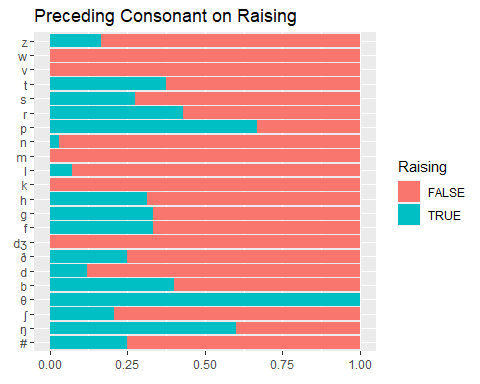 Preceding Consonant on Raising
z
w
v
t
s
r
p
n
m
l
k
h
g
f
dʒ
ð
d
b
θ
ʃ
ŋ
#
0.00 0.25 0.50 0.75 1.00
Raising
FALSE
TRUE